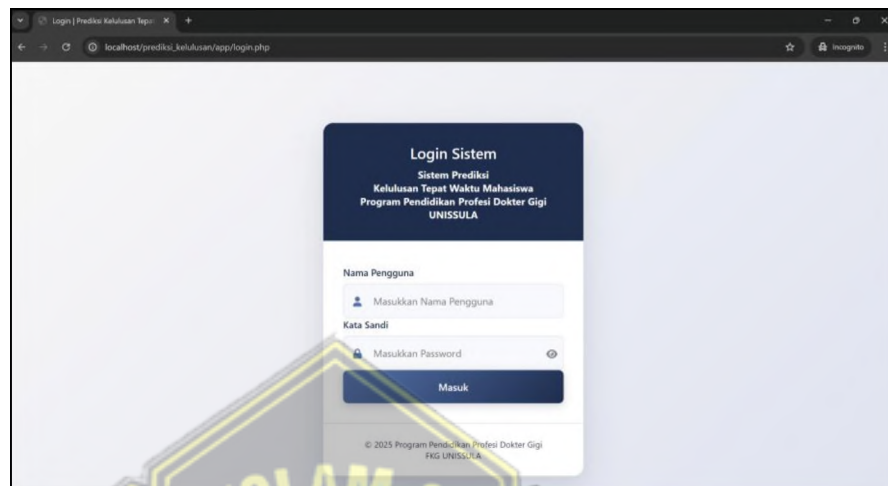 Login | Prediksi Kelulusan Tepa
localhost/prediksi_kelulusan/app/login.php
Incognito
Login Sistem
Sistem Prediksi
Kelulusan Tepat Waktu Mahasiswa
Program Pendidikan Profesi Dokter Gigi
UNISSULA
Nama Pengguna
Masukkan Nama Pengguna
Kata Sandi
Masukkan Password
Masuk
© 2025 Program Pendidikan Profesi Dokter Gigi
FKG UNISSULA